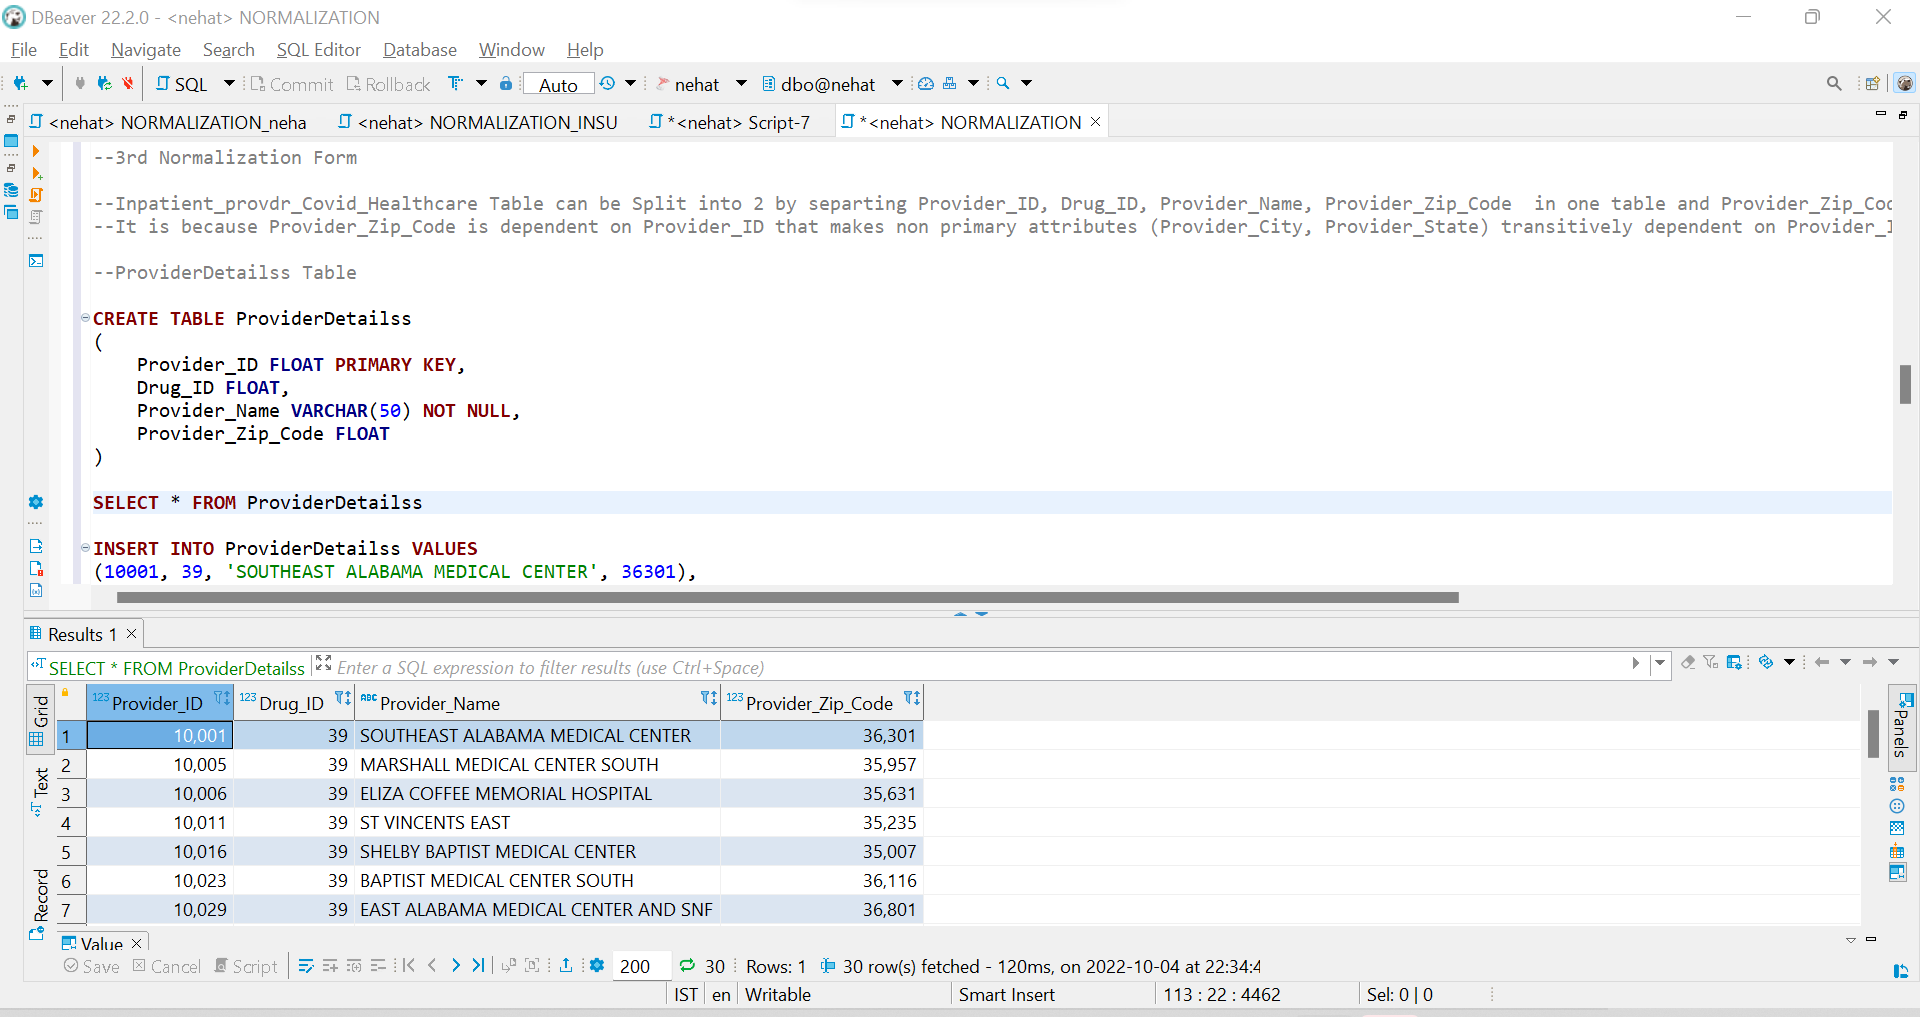 DBeaver 22.2.0 - <nehat> NORMALIZATION
File Edit Navigate Search SQL Editor Database Window Help
SQL Commit Rollback Auto nehat dbo@nehat
<nehat> NORMALIZATION_neha <nehat> NORMALIZATION_INSU *<nehat> Script-7 *<nehat> NORMALIZATION
--3rd Normalization Form
--Inpatient_provdr_Covid_Healthcare Table can be Split into 2 by separting Provider_ID, Drug_ID, Provider_Name, Provider_Zip_Code  in one table and Provider_Zip_Coc
--It is because Provider_Zip_Code is dependent on Provider_ID that makes non primary attributes (Provider_City, Provider_State) transitively dependent on Provider_I
--ProviderDetailss Table
CREATE TABLE ProviderDetailss
(
Provider_ID FLOAT PRIMARY KEY,
Drug_ID FLOAT,
Provider_Name VARCHAR(50) NOT NULL,
Provider_Zip_Code FLOAT
)
SELECT * FROM ProviderDetailss
INSERT INTO ProviderDetailss VALUES
(10001, 39, 'SOUTHEAST ALABAMA MEDICAL CENTER', 36301),
Results 1
SELECT * FROM ProviderDetailss Enter a SQL expression to filter results (use Ctrl+Space)
Grid
Text
Record
Panels
123 Provider_ID 123 Drug_ID ABC Provider_Name 123 Provider_Zip_Code
1 10,001 39 SOUTHEAST ALABAMA MEDICAL CENTER 36,301
2 10,005 39 MARSHALL MEDICAL CENTER SOUTH 35,957
3 10,006 39 ELIZA COFFEE MEMORIAL HOSPITAL 35,631
4 10,011 39 ST VINCENTS EAST 35,235
5 10,016 39 SHELBY BAPTIST MEDICAL CENTER 35,007
6 10,023 39 BAPTIST MEDICAL CENTER SOUTH 36,116
7 10,029 39 EAST ALABAMA MEDICAL CENTER AND SNF 36,801
Value
Save Cancel Script 200 30 Rows: 1 30 row(s) fetched - 120ms, on 2022-10-04 at 22:34:4
IST en Writable Smart Insert 113 : 22 : 4462 Sel: 0 | 0